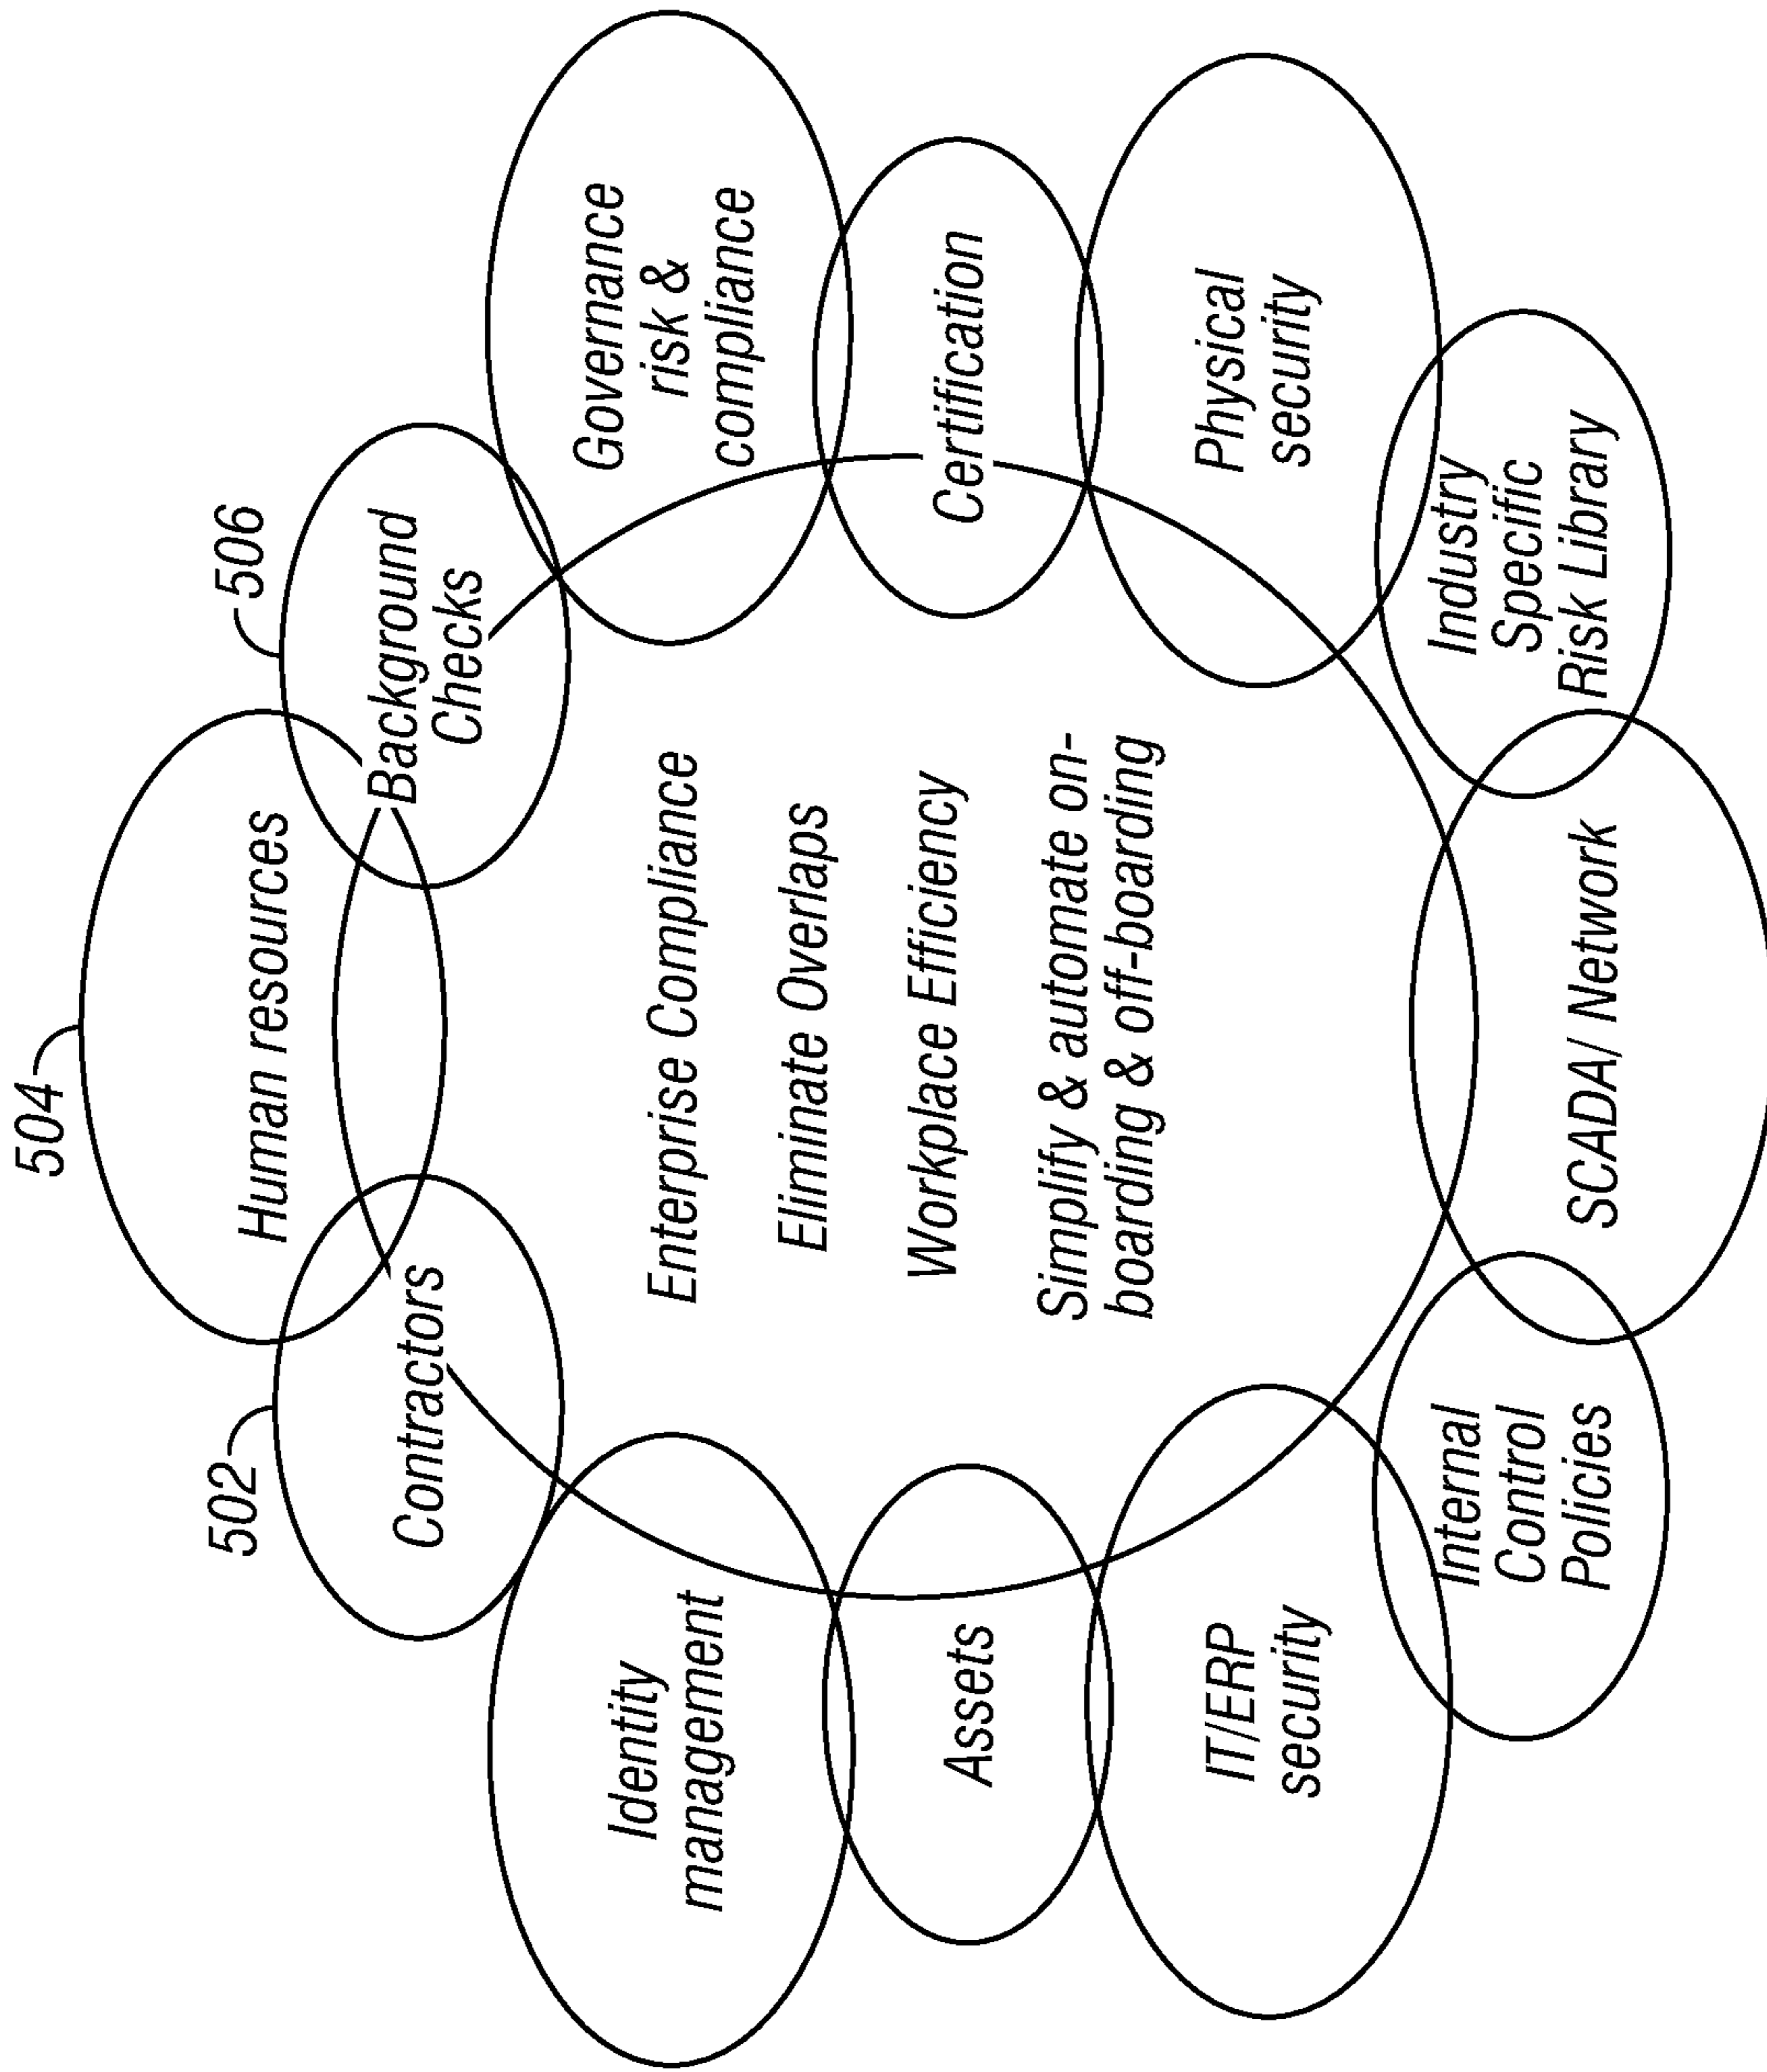 504
506
502
Human resources
Background
Checks
Contractors
Governance
risk &
compliance
Identity
management
Enterprise Compliance
Eliminate Overlaps
Workplace Efficiency
Simplify & automate on-
boarding & off-boarding
Certification
Assets
Physical
security
IT/ERP
security
Industry
Specific
Risk Library
Internal
Control
Policies
SCADA/ Network